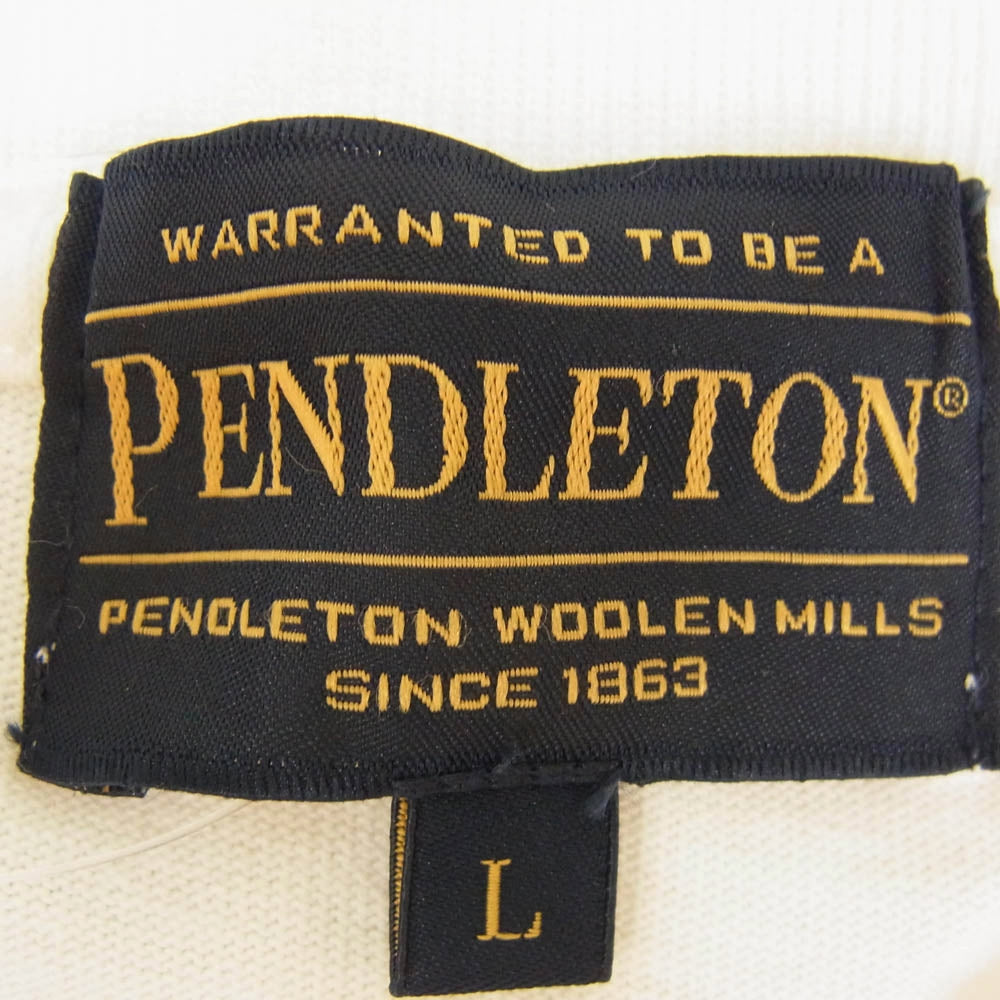 WARRANTED TO BE A
PENDLETON®
PENDLETON WOOLEN MILLS
SINCE 1863
L